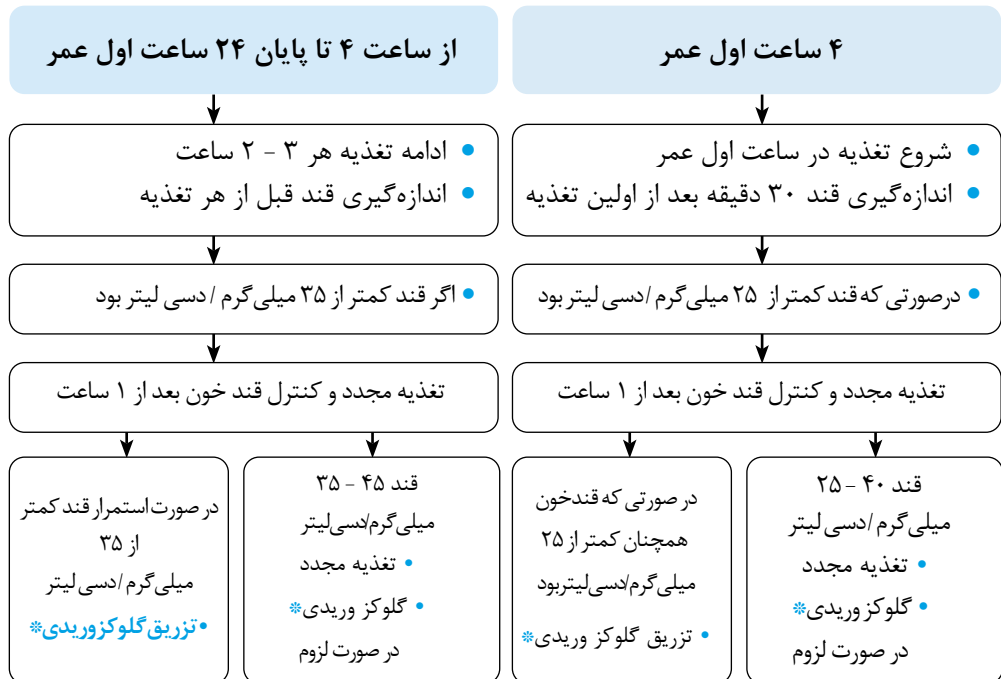 ۴ ساعت اول عمر
• شروع تغذیه در ساعت اول عمر
• اندازه‌گیری قند ۳۰ دقیقه بعد از اولین تغذیه
• درصورتی که قند کمتر از ۲۵ میلی‌گرم / دسی لیتر بود
تغذیه مجدد و کنترل قند خون بعد از ۱ ساعت
قند ۴۰ - ۲۵
میلی‌گرم / دسی لیتر
• تغذیه مجدد
• گلوکز وریدی*
در صورت لزوم
در صورتی که قندخون
همچنان کمتر از ۲۵
میلی‌گرم/دسی‌لیتربود
• تزریق گلوکز وریدی*
از ساعت ۴ تا پایان ۲۴ ساعت اول عمر
• ادامه تغذیه هر ۳ - ۲ ساعت
• اندازه‌گیری قند قبل از هر تغذیه
• اگر قند کمتر از ۳۵ میلی‌گرم / دسی لیتر بود
تغذیه مجدد و کنترل قند خون بعد از ۱ ساعت
قند ۴۵ - ۳۵
میلی‌گرم/دسی‌لیتر
• تغذیه مجدد
• گلوکز وریدی*
در صورت لزوم
در صورت استمرار قند کمتر
از ۳۵
میلی‌گرم / دسی لیتر
• تزریق گلوکز وریدی*